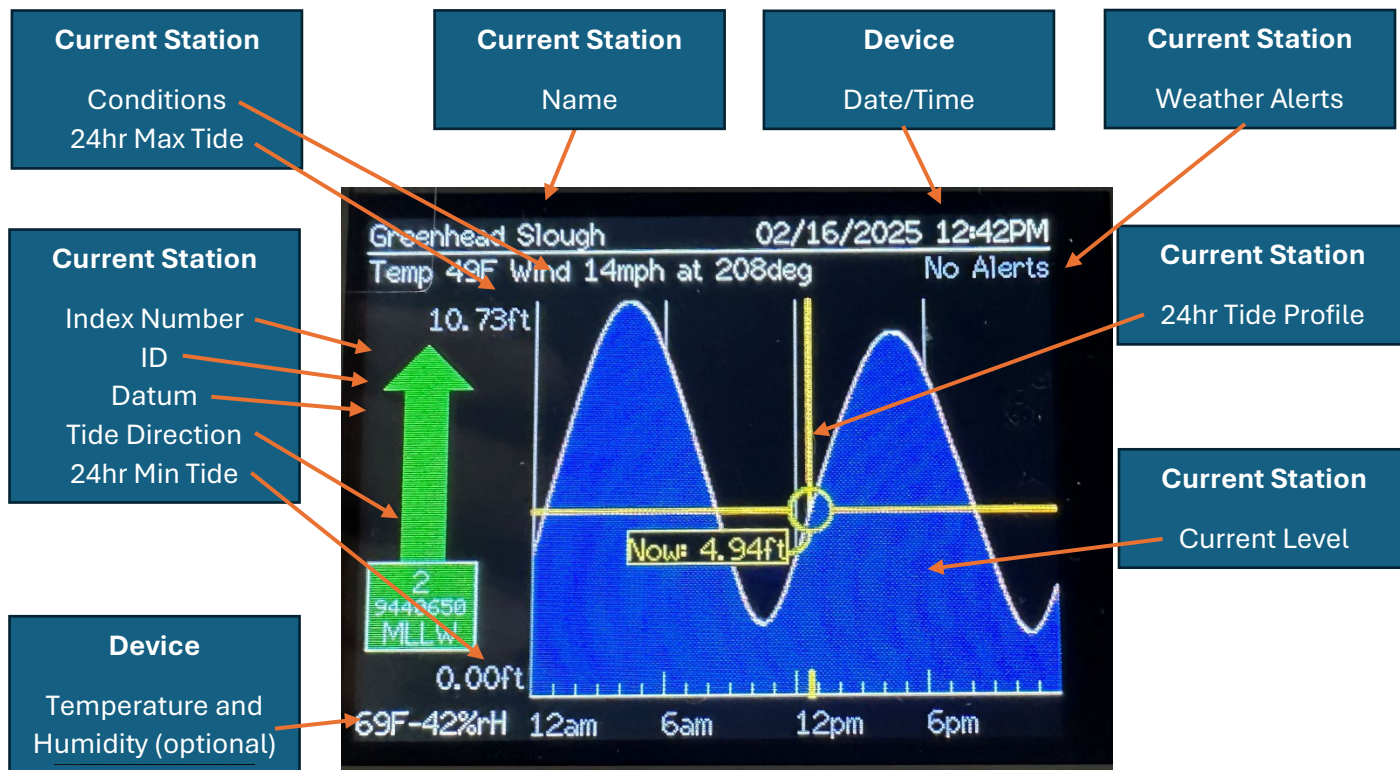 Current Station
Conditions
24hr Max Tide
Current Station
Name
Device
Date/Time
Current Station
Weather Alerts
Current Station
Index Number
ID
Datum
Tide Direction
24hr Min Tide
Device
Temperature and
Humidity (optional)
Greenhead Slough 02/16/2025 12:42PM
Temp 49F Wind 14mph at 208deg No Alerts
10.73ft
Now: 4.94ft
2
9440650
MLLW
0.00ft
69F-42%rH 12am 6am 12pm 6pm
Current Station
24hr Tide Profile
Current Station
Current Level